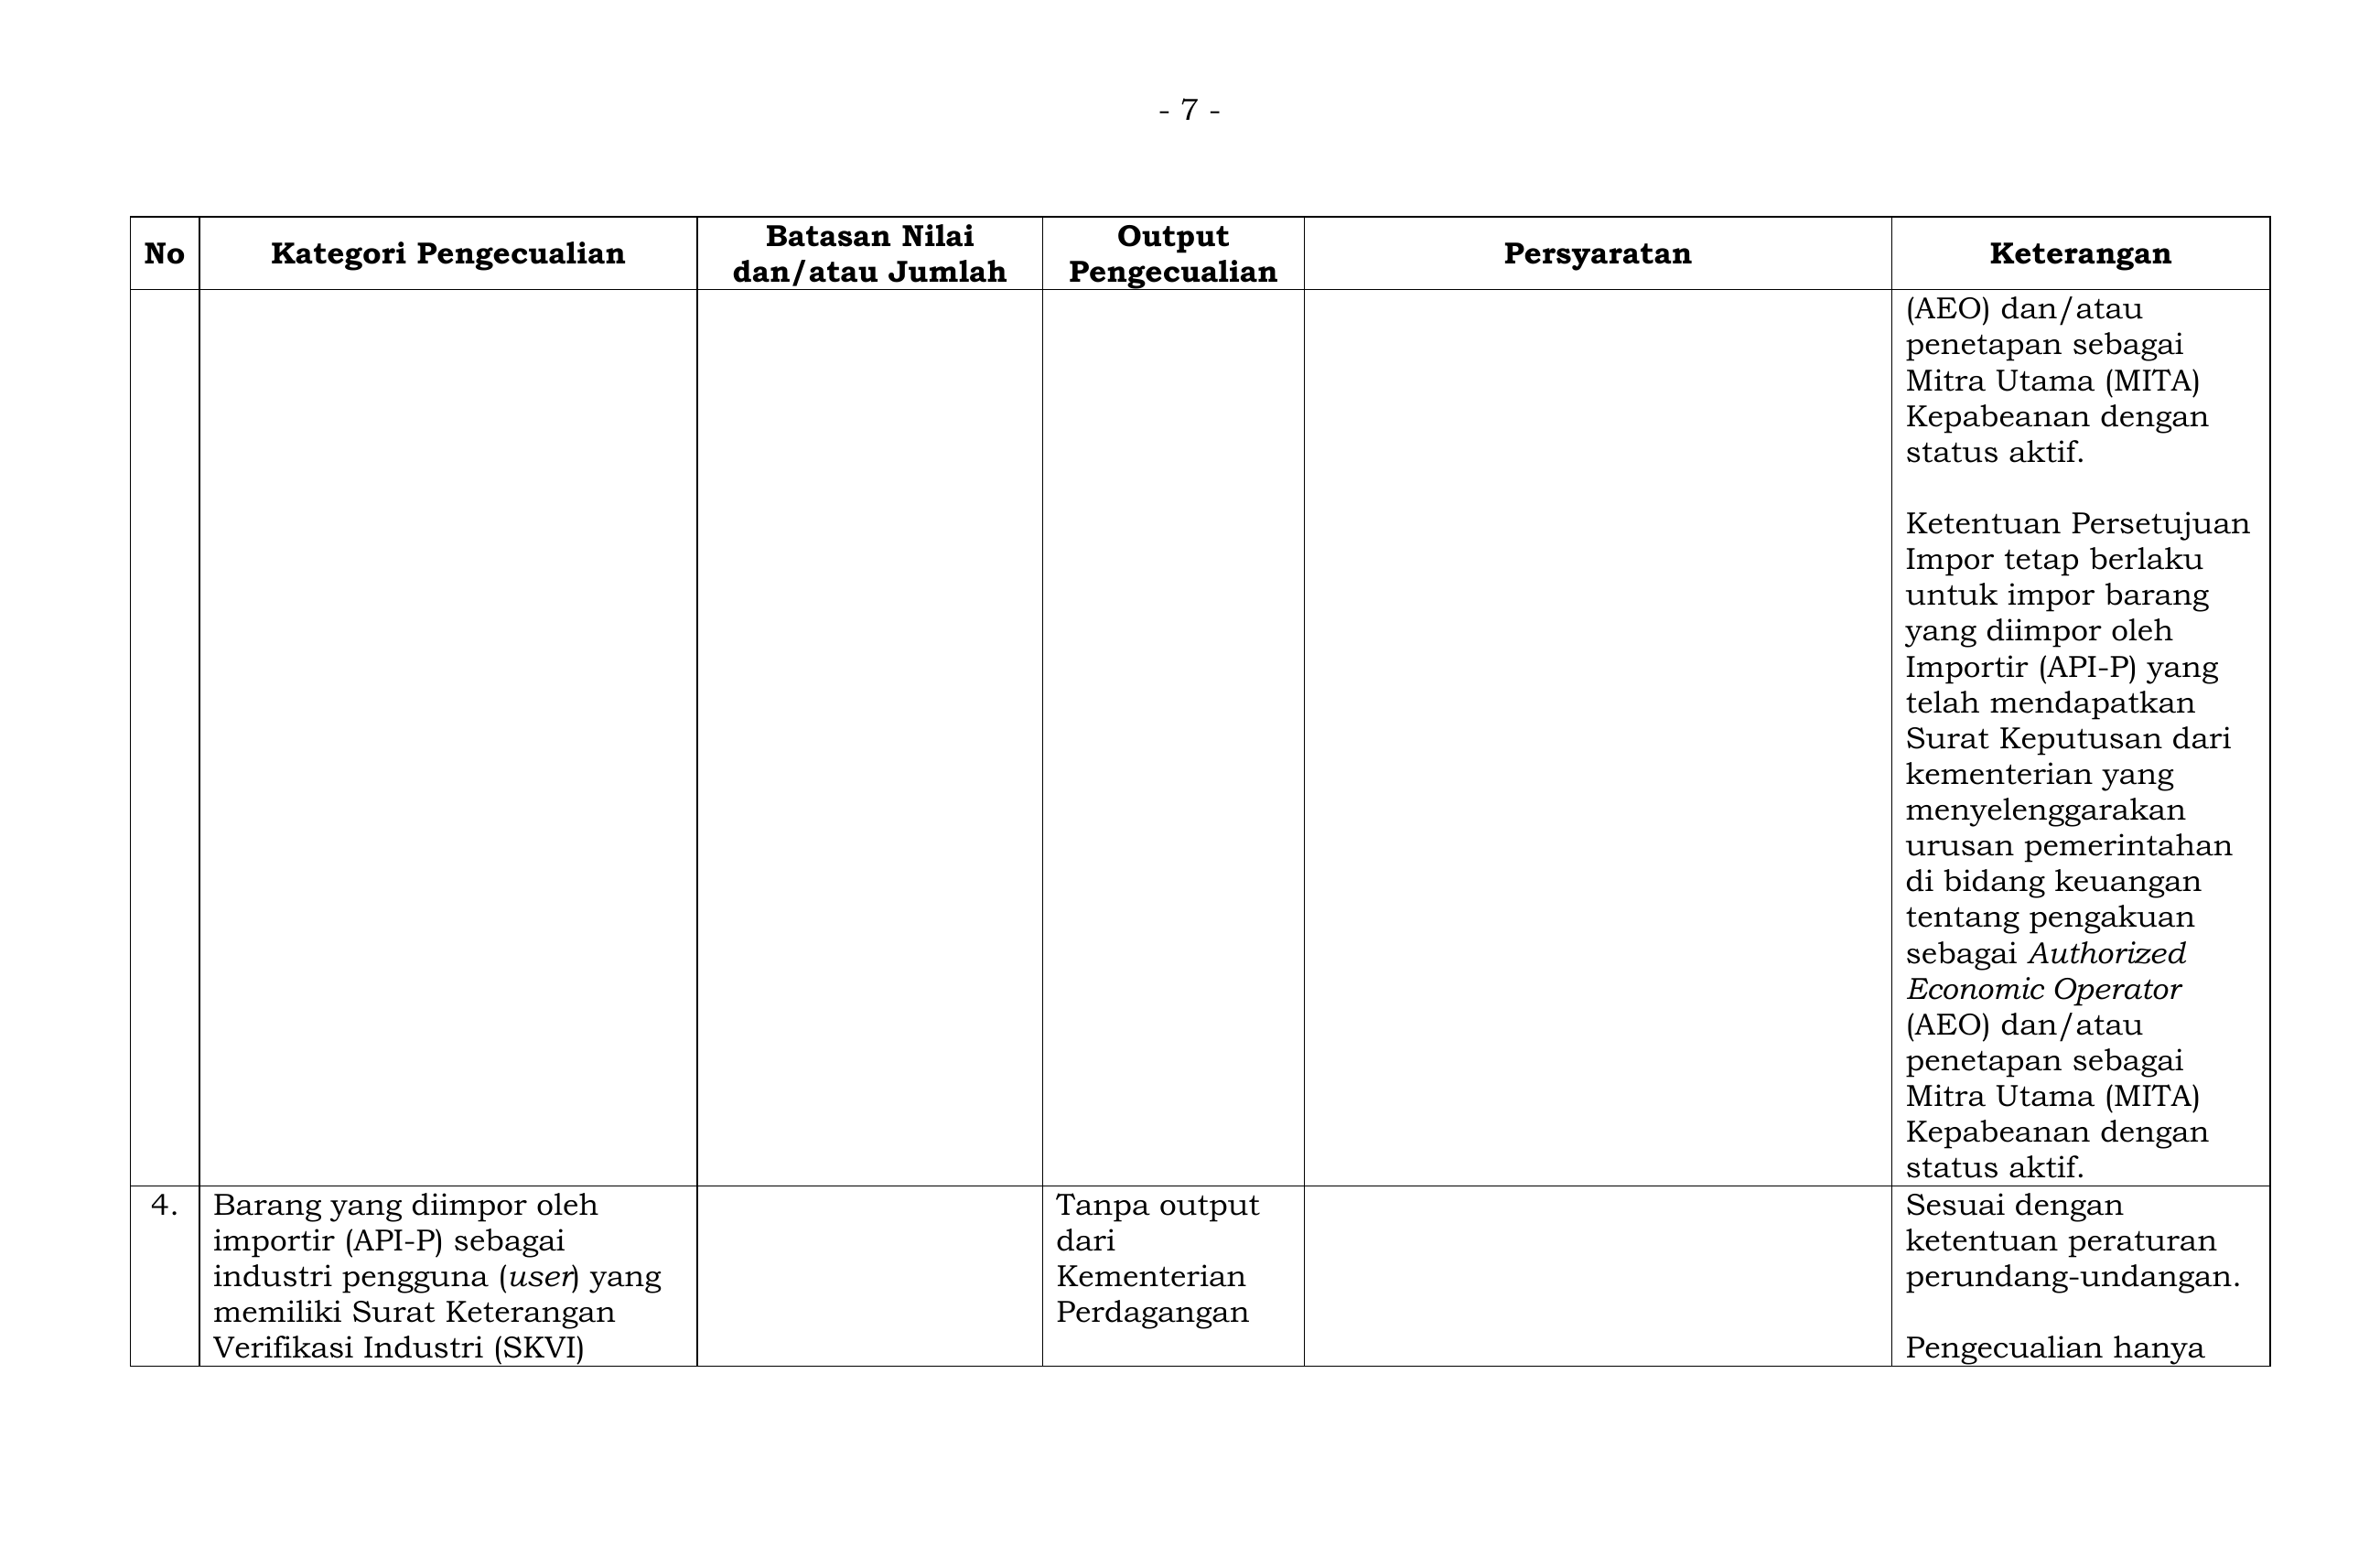 - 7 -
No
Kategori Pengecualian
Batasan Nilai
dan/atau Jumlah
Output
Pengecualian
Persyaratan
Keterangan
(AEO) dan/atau
penetapan sebagai
Mitra Utama (MITA)
Kepabeanan dengan
status aktif.
Ketentuan Persetujuan
Impor tetap berlaku
untuk impor barang
yang diimpor oleh
Importir (API-P) yang
telah mendapatkan
Surat Keputusan dari
kementerian yang
menyelenggarakan
urusan pemerintahan
di bidang keuangan
tentang pengakuan
sebagai Authorized
Economic Operator
(AEO) dan/atau
penetapan sebagai
Mitra Utama (MITA)
Kepabeanan dengan
status aktif.
4.
Barang yang diimpor oleh
importir (API-P) sebagai
industri pengguna (user) yang
memiliki Surat Keterangan
Verifikasi Industri (SKVI)
Tanpa output
dari
Kementerian
Perdagangan
Sesuai dengan
ketentuan peraturan
perundang-undangan.
Pengecualian hanya